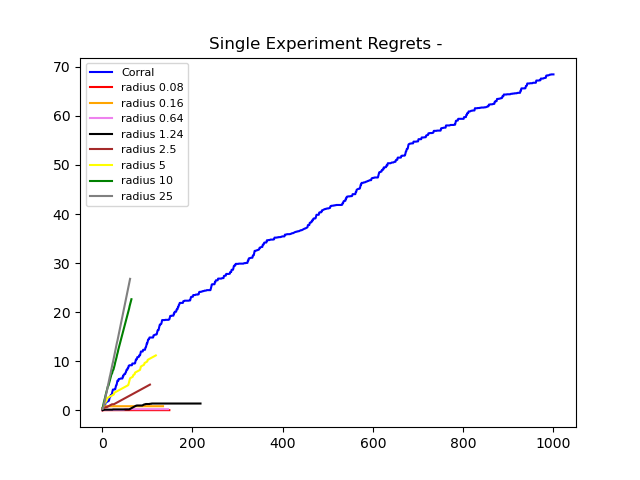 Single Experiment Regrets -
70
60
50
40
30
20
10
0
Corral
radius 0.08
radius 0.16
radius 0.64
radius 1.24
radius 2.5
radius 5
radius 10
radius 25
0 200 400 600 800 1000